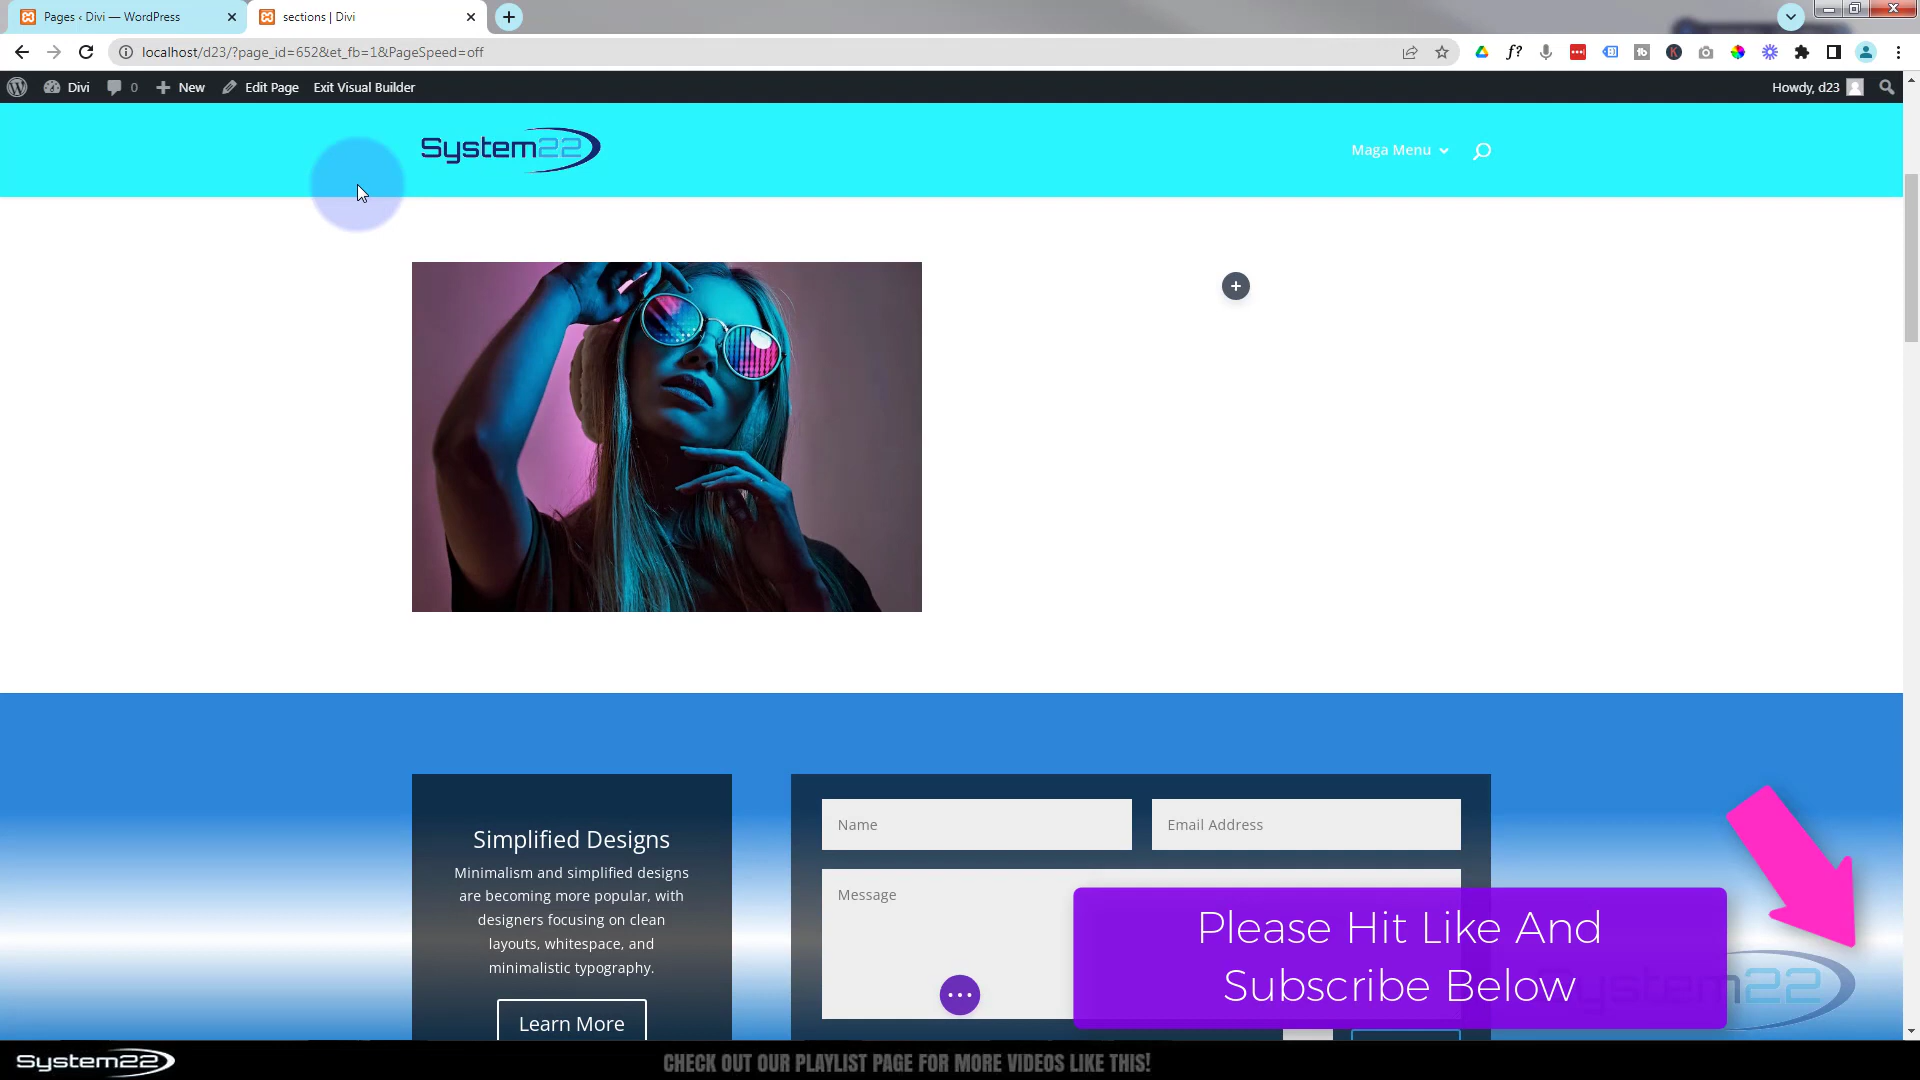 Pages ‹ Divi — WordPress
sections | Divi
localhost/d23/?page_id=652&et_fb=1&PageSpeed=off
Divi
0
New
Edit Page
Exit Visual Builder
Howdy, d23
System22
Maga Menu
Simplified Designs
Minimalism and simplified designs
are becoming more popular, with
designers focusing on clean
layouts, whitespace, and
minimalistic typography.
Learn More
Name
Email Address
Message
Please Hit Like And
Subscribe Below
System22
System22
CHECK OUT OUR PLAYLIST PAGE FOR MORE VIDEOS LIKE THIS!